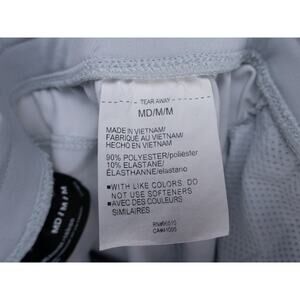 TEAR AWAY
MD/M/M
MADE IN VIETNAM/
FABRIQUÉ AU VIETNAM/
HECHO EN VIETNAM
90% POLYESTER/poliéster
10% ELASTANE/
ÉLASTHANNE/elastano
■WITH LIKE COLORS. DO
NOT USE SOFTENERS
■AVEC DES COULEURS
SIMILAIRES
MD / M / M